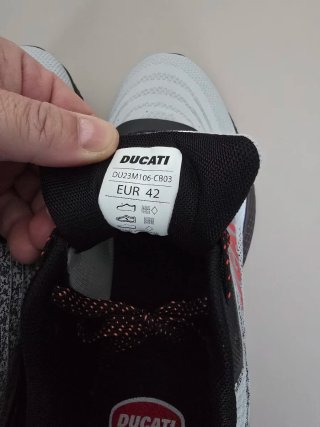 DUCATI
DU23M106-CB03
EUR 42
DUCATI